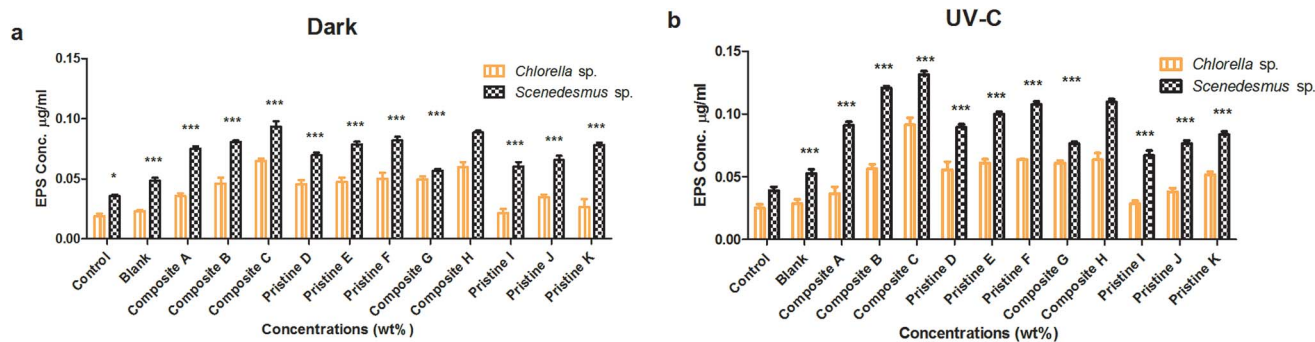 a
Dark
0.15
0.10
0.05
0.00
EPS Conc. µg/ml
Chlorella sp.
Scenedesmus sp.
*
***
***
***
***
***
***
***
***
***
***
***
Control
Blank
Composite A
Composite B
Composite C
Pristine D
Pristine E
Pristine F
Composite G
Composite H
Pristine I
Pristine J
Pristine K
Concentrations (wt%)
b
UV-C
0.15
0.10
0.05
0.00
EPS Conc. µg/ml
Chlorella sp.
Scenedesmus sp.
***
***
***
***
***
***
***
***
***
***
***
Control
Blank
Composite A
Composite B
Composite C
Pristine D
Pristine E
Pristine F
Composite G
Composite H
Pristine I
Pristine J
Pristine K
Concentrations (wt%)